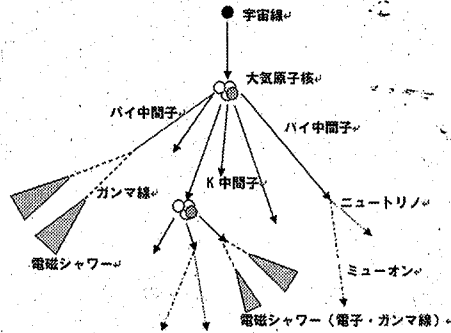 宇宙線
大気原子核
パイ中間子
パイ中間子
K中間子
ガンマ線
ニュートリノ
電磁シャワー
ミューオン
電磁シャワー（電子・ガンマ線）